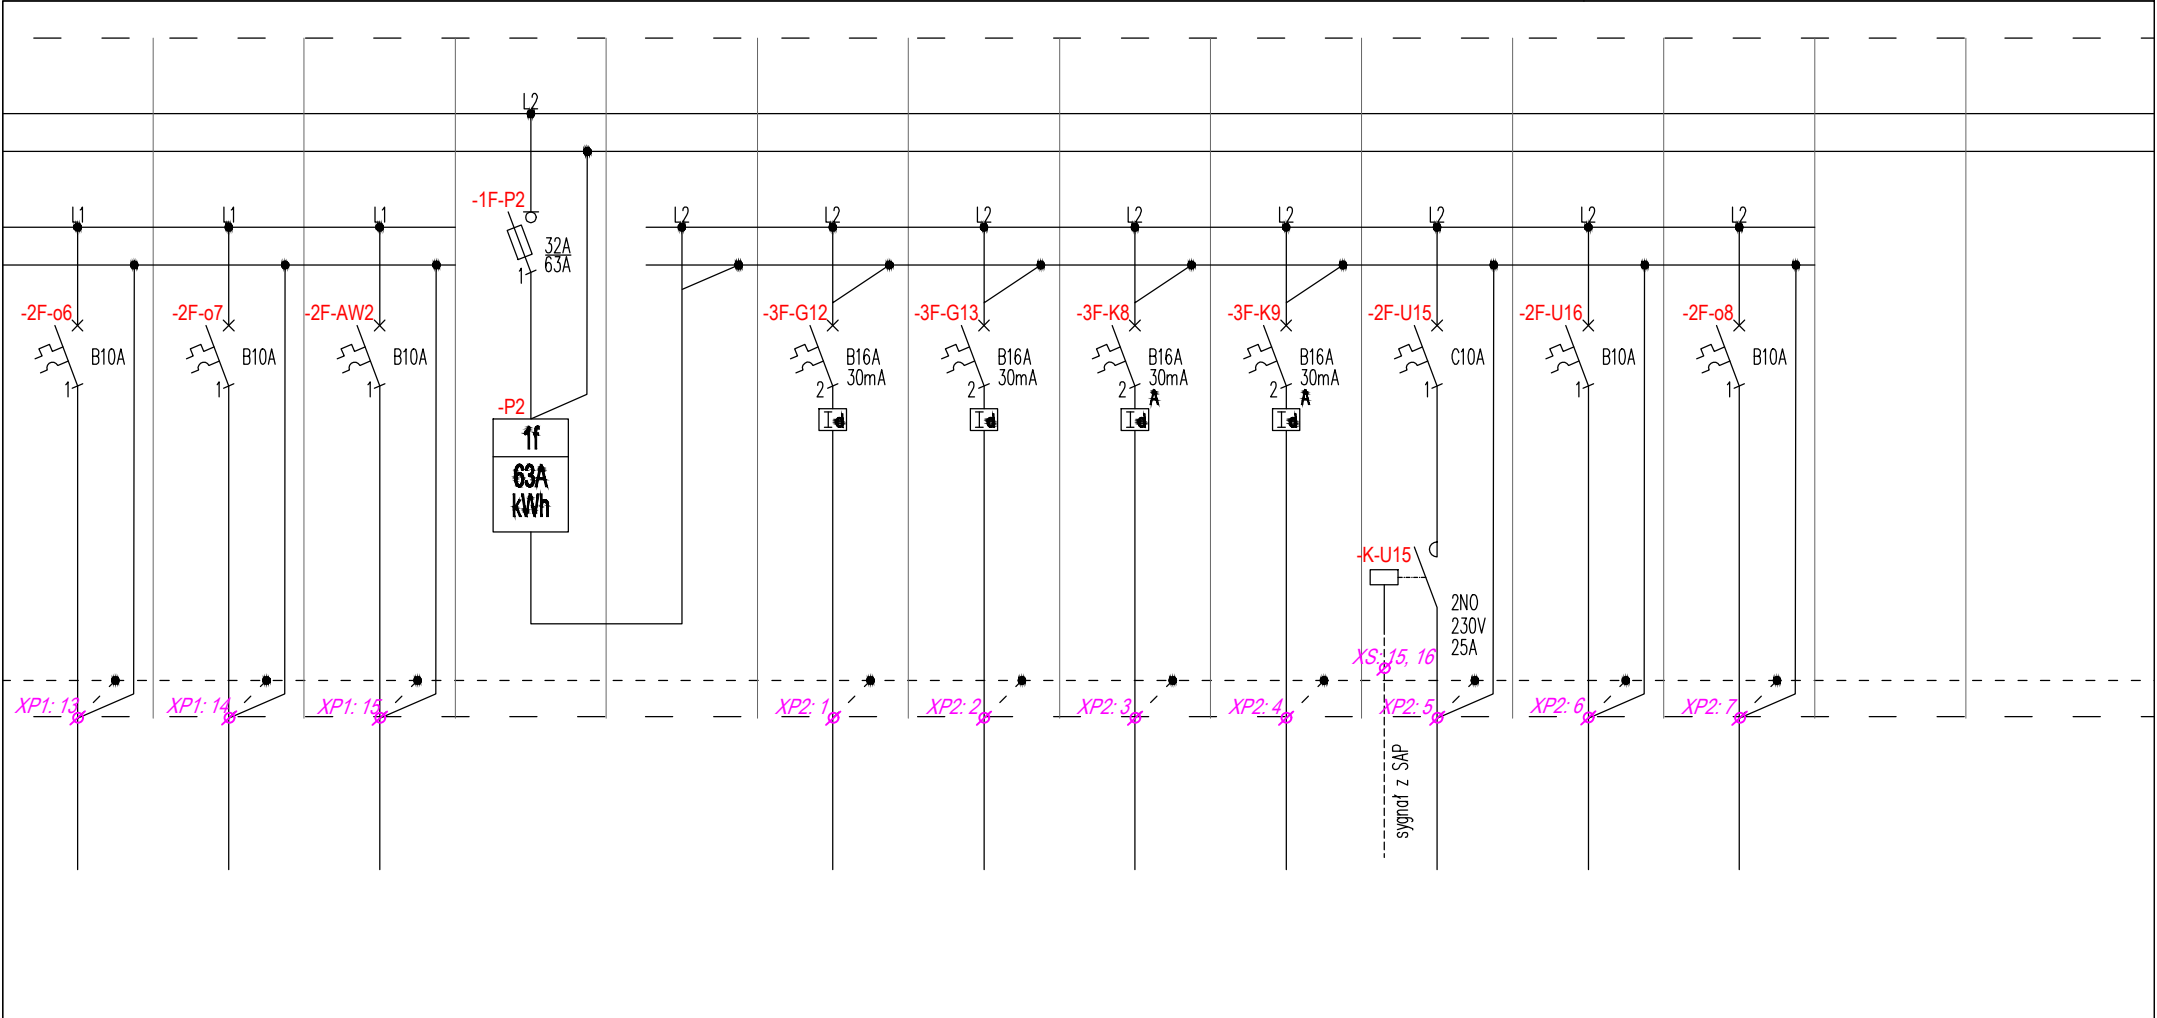 L2
-1F-P2
32A
63A
1
L1
L1
L1
L2
L2
L2
L2
L2
L2
L2
L2
-2F-o6
B10A
1
-2F-o7
B10A
1
-2F-AW2
B10A
1
-3F-G12
B16A
30mA
2
Id
-3F-G13
B16A
30mA
2
Id
-3F-K8
B16A
30mA
A
2
Id
-3F-K9
B16A
30mA
A
2
Id
-2F-U15
C10A
1
-2F-U16
B10A
1
-2F-o8
B10A
1
-P2
1f
63A
kWh
-K-U15
2NO
230V
25A
XS: 15, 16
XP1: 13
XP1: 14
XP1: 15
XP2: 1
XP2: 2
XP2: 3
XP2: 4
XP2: 5
XP2: 6
XP2: 7
sygnał z SAP